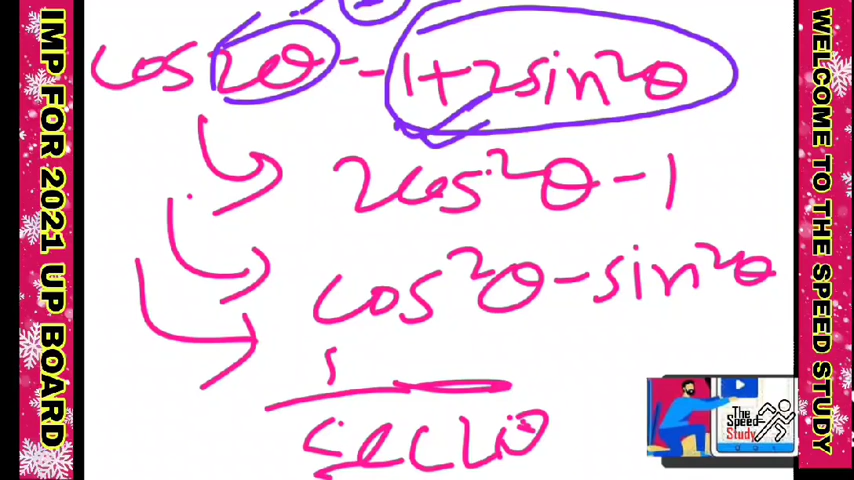 IMP FOR 2021 UP BOARD
cos2θ = 1+2sin²θ
2cos²θ-1
cos²θ-sin²θ
1
sec2θ
The
Speed
Study
WELCOME TO THE SPEED STUDY